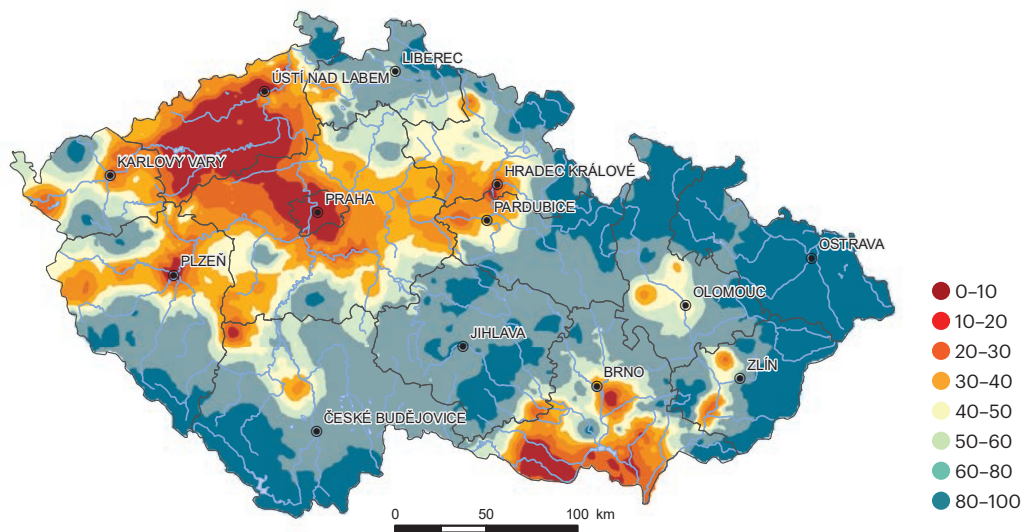 LIBEREC
ÚSTÍ NAD LABEM
KARLOVY VARY
HRADEC KRÁLOVÉ
PRAHA
PARDUBICE
OSTRAVA
PLZEŇ
OLOMOUC
JIHLAVA
ZLÍN
BRNO
ČESKÉ BUDĚJOVICE
0–10
10–20
20–30
30–40
40–50
50–60
60–80
80–100
0 50 100 km